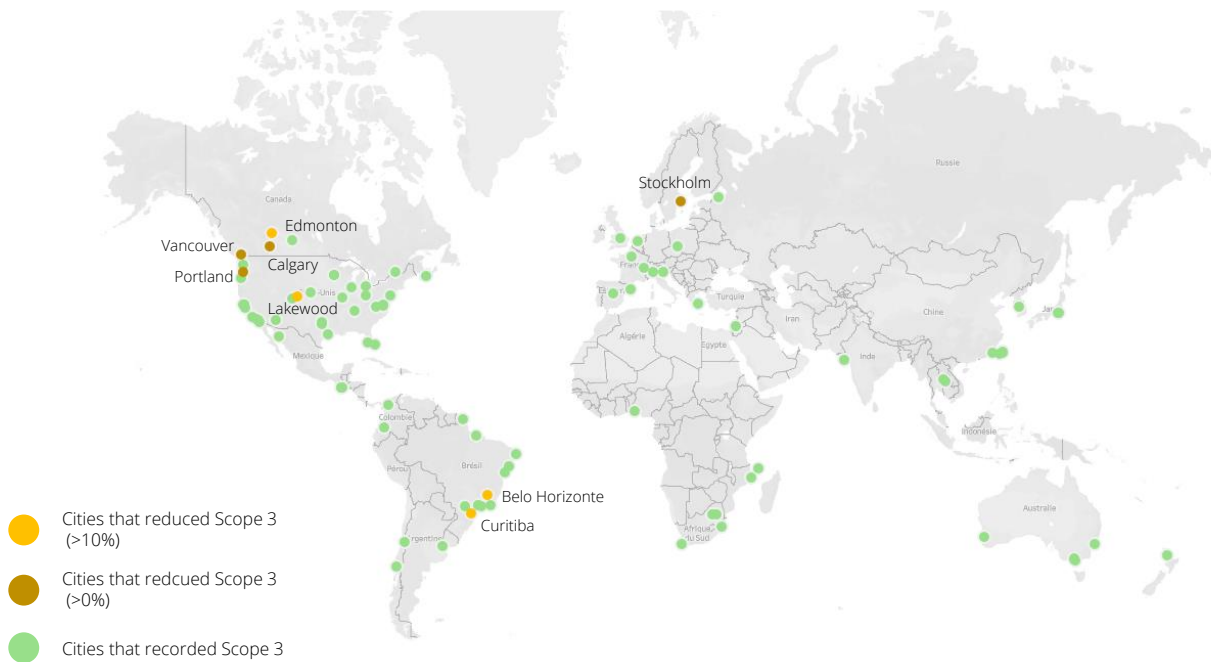 Russie
Stockholm
Canada
Edmonton
Vancouver
Calgary
Portland
Lakewood
Mexique
Turquie
Iran
Chine
Algérie
Egypte
Inde
Colombie
Indonésie
Pérou
Brésil
Belo Horizonte
Curitiba
Australie
Afrique
du Sud
Argentine
Cities that reduced Scope 3
(>10%)
Cities that redcued Scope 3
(>0%)
Cities that recorded Scope 3